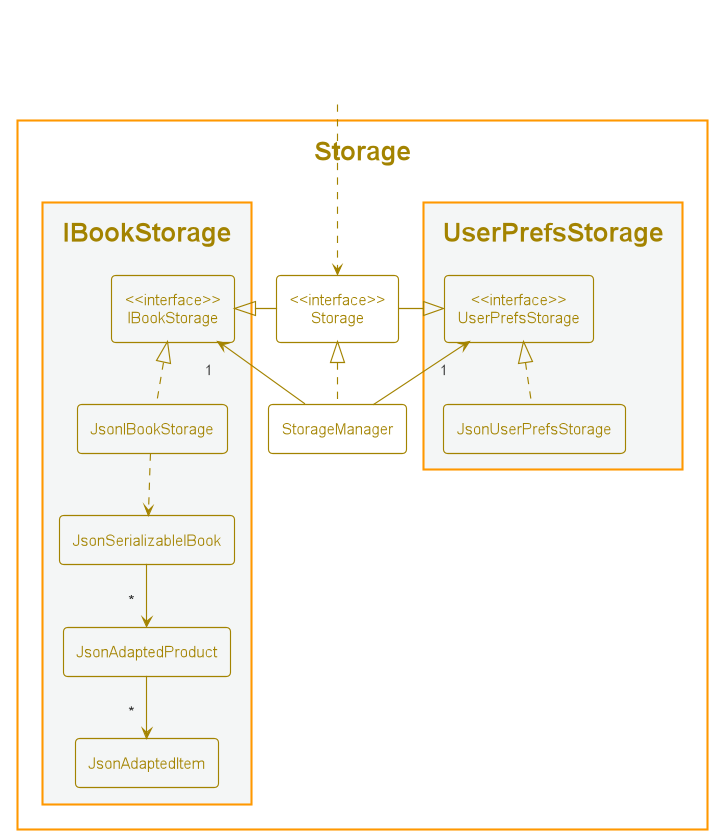 Storage
IBookStorage
UserPrefsStorage
<<interface>>
IBookStorage
<<interface>>
Storage
<<interface>>
UserPrefsStorage
1
1
JsonIBookStorage
StorageManager
JsonUserPrefsStorage
JsonSerializableIBook
*
JsonAdaptedProduct
*
JsonAdaptedItem